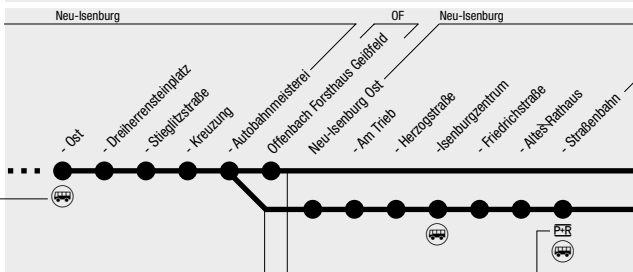 Neu-Isenburg
OF
Neu-Isenburg
- Ost
- Dreiherrensteinplatz
- Stieglitzstraße
- Kreuzung
- Autobahnmeisterei
Offenbach Forsthaus Geißfeld
Neu-Isenburg Ost
- Am Trieb
- Herzogstraße
-Isenburgzentrum
- Friedrichstraße
- Altes Rathaus
- Straßenbahn
P+R